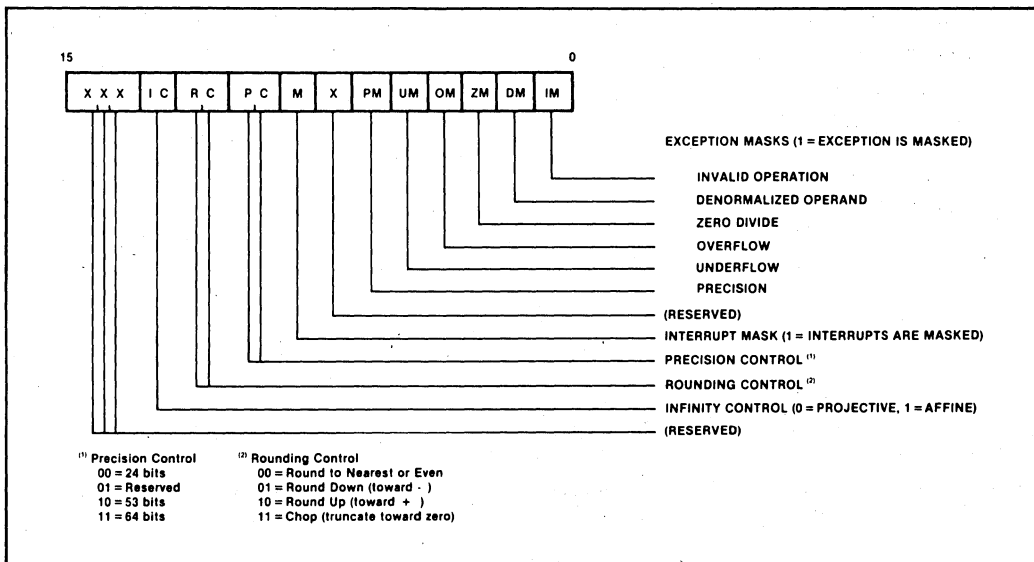 15 0
X X X I C R C P C M X PM UM OM ZM DM IM
EXCEPTION MASKS (1 = EXCEPTION IS MASKED)
INVALID OPERATION
DENORMALIZED OPERAND
ZERO DIVIDE
OVERFLOW
UNDERFLOW
PRECISION
(RESERVED)
INTERRUPT MASK (1 = INTERRUPTS ARE MASKED)
PRECISION CONTROL (1)
ROUNDING CONTROL (2)
INFINITY CONTROL (0 = PROJECTIVE, 1 = AFFINE)
(RESERVED)
(1) Precision Control
00 = 24 bits
01 = Reserved
10 = 53 bits
11 = 64 bits
(2) Rounding Control
00 = Round to Nearest or Even
01 = Round Down (toward - )
10 = Round Up (toward + )
11 = Chop (truncate toward zero)